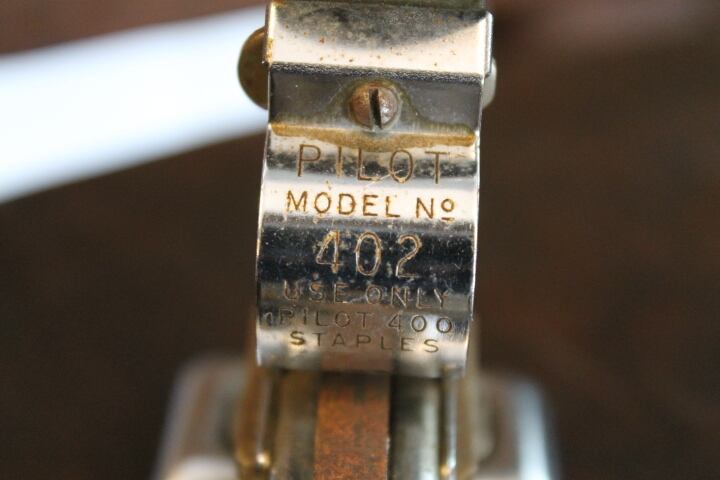 PILOT
MODEL Nº
402
USE ONLY
PILOT 400
STAPLES